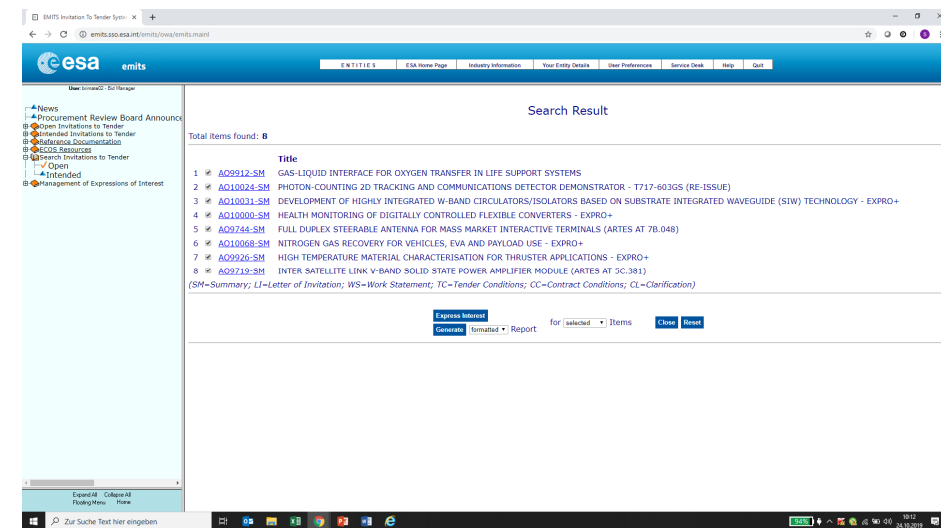 EMITS Invitation To Tender Syste
emits.sso.esa.int/emits/owa/emits.mainl
esa emits
ENTITIES ESA Home Page Industry Information Your Entity Details User Preferences Service Desk Help Quit
User: - Bid Manager
News
Procurement Review Board Announce
Open Invitations to Tender
Intended Invitations to Tender
Reference Documentation
ECOS Resources
Search Invitations to Tender
Open
Intended
Management of Expressions of Interest
Search Result
Total items found: 8
Title
1 AO9912-SM GAS-LIQUID INTERFACE FOR OXYGEN TRANSFER IN LIFE SUPPORT SYSTEMS
2 AO10024-SM PHOTON-COUNTING 2D TRACKING AND COMMUNICATIONS DETECTOR DEMONSTRATOR - T717-603GS (RE-ISSUE)
3 AO10031-SM DEVELOPMENT OF HIGHLY INTEGRATED W-BAND CIRCULATORS/ISOLATORS BASED ON SUBSTRATE INTEGRATED WAVEGUIDE (SIW) TECHNOLOGY - EXPRO+
4 AO10000-SM HEALTH MONITORING OF DIGITALLY CONTROLLED FLEXIBLE CONVERTERS - EXPRO+
5 AO9744-SM FULL DUPLEX STEERABLE ANTENNA FOR MASS MARKET INTERACTIVE TERMINALS (ARTES AT 7B.048)
6 AO10068-SM NITROGEN GAS RECOVERY FOR VEHICLES, EVA AND PAYLOAD USE - EXPRO+
7 AO9926-SM HIGH TEMPERATURE MATERIAL CHARACTERISATION FOR THRUSTER APPLICATIONS - EXPRO+
8 AO9719-SM INTER SATELLITE LINK V-BAND SOLID STATE POWER AMPLIFIER MODULE (ARTES AT 5C.381)
(SM=Summary; LI=Letter of Invitation; WS=Work Statement; TC=Tender Conditions; CC=Contract Conditions; CL=Clarification)
Express Interest
Generate formatted Report for selected Items Close Reset
Expand All Collapse All
Floating Menu Home
Zur Suche Text hier eingeben
94% 10:12
24.10.2019